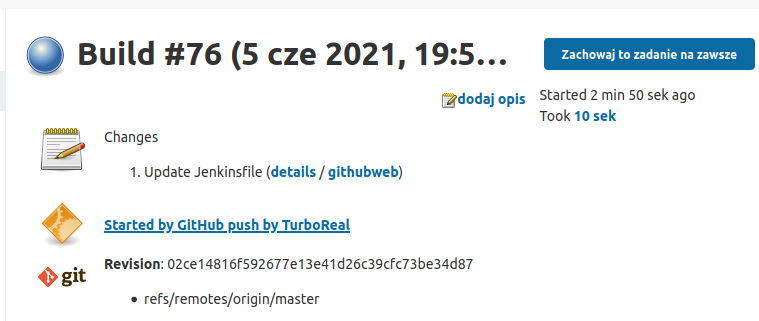 Build #76 (5 cze 2021, 19:5...
Zachowaj to zadanie na zawsze
dodaj opis
Started 2 min 50 sek ago
Took 10 sek
Changes
1. Update Jenkinsfile (details / githubweb)
Started by GitHub push by TurboReal
git
Revision: 02ce14816f592677e13e41d26c39cfc73be34d87
• refs/remotes/origin/master